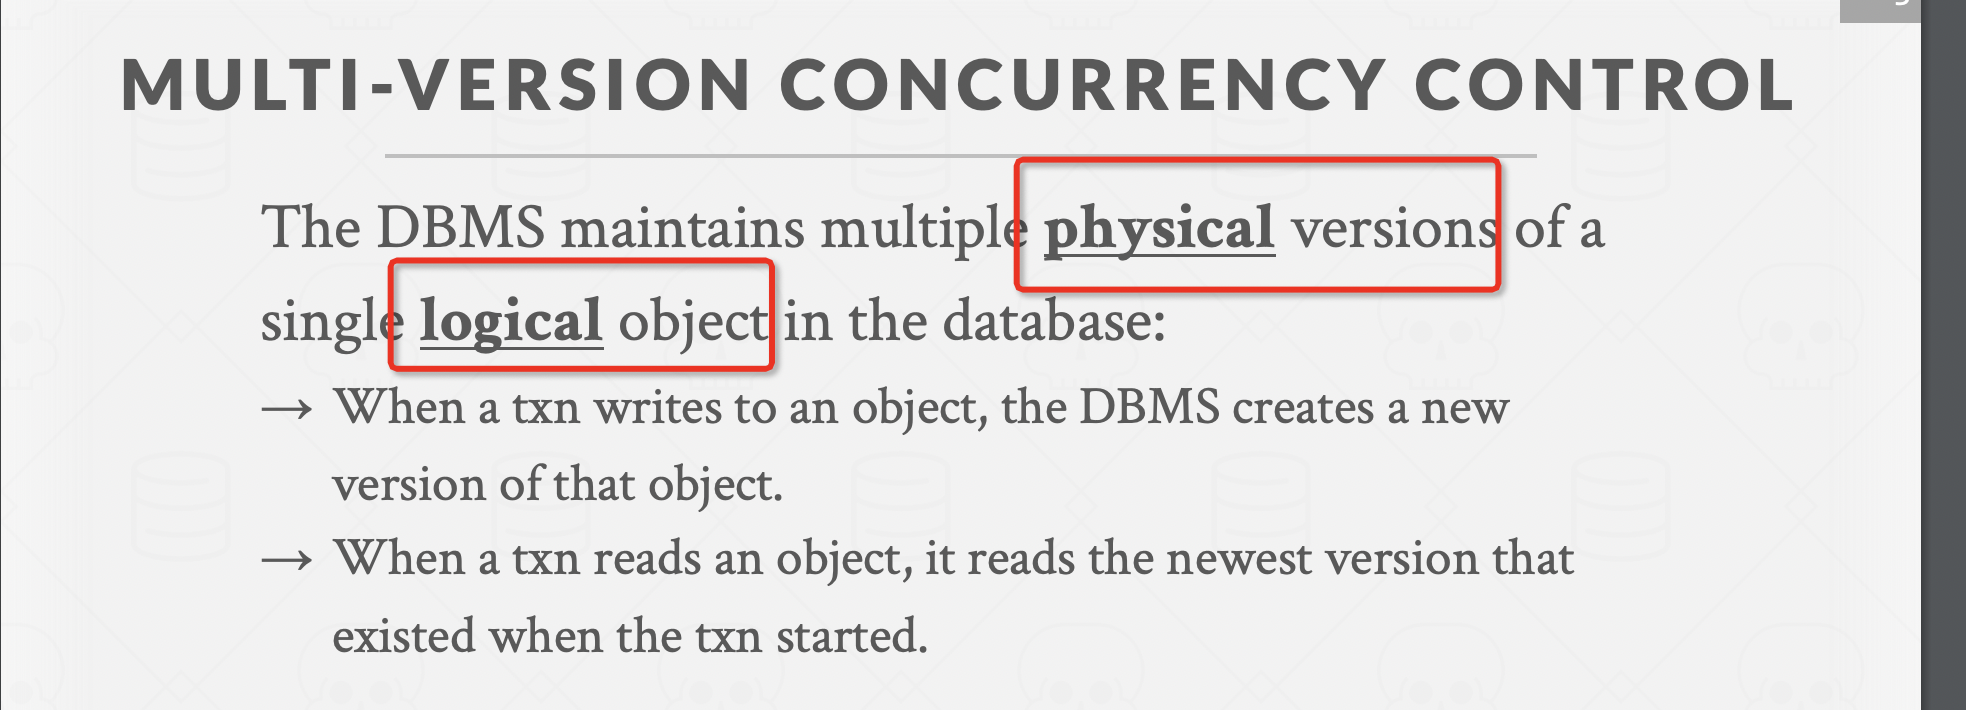 MULTI-VERSION CONCURRENCY CONTROL
The DBMS maintains multiple physical versions of a
single logical object in the database:
→ When a txn writes to an object, the DBMS creates a new
version of that object.
→ When a txn reads an object, it reads the newest version that
existed when the txn started.